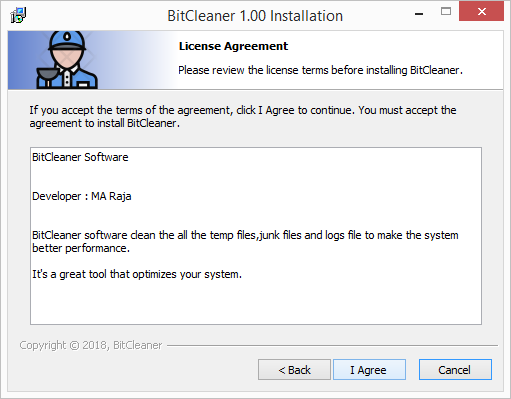 BitCleaner 1.00 Installation
License Agreement
Please review the license terms before installing BitCleaner.
If you accept the terms of the agreement, click I Agree to continue. You must accept the
agreement to install BitCleaner.
BitCleaner Software
Developer : MA Raja
BitCleaner software clean the all the temp files,junk files and logs file to make the system
better performance.
It's a great tool that optimizes your system.
Copyright © 2018, BitCleaner
< Back
I Agree
Cancel